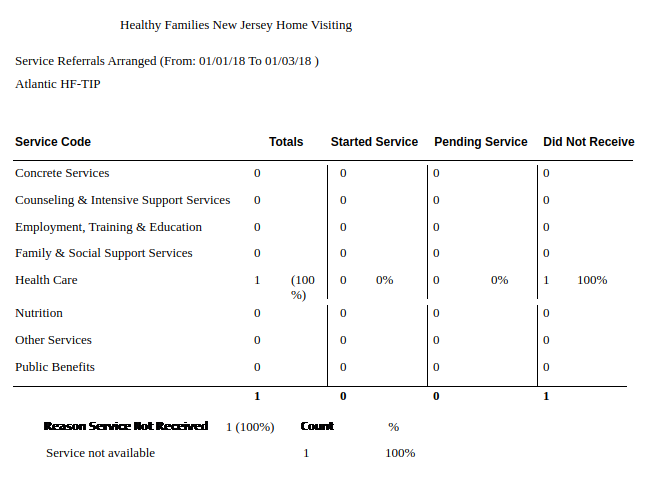 Healthy Families New Jersey Home Visiting
Service Referrals Arranged (From: 01/01/18 To 01/03/18 )
Atlantic HF-TIP
Service Code Totals Started Service Pending Service Did Not Receive
Concrete Services 0 0 0 0
Counseling & Intensive Support Services 0 0 0 0
Employment, Training & Education 0 0 0 0
Family & Social Support Services 0 0 0 0
Health Care 1 (100 0 0% 0 0% 1 100%
%)
Nutrition 0 0 0 0
Other Services 0 0 0 0
Public Benefits 0 0 0 0
1 0 0 1
Reason Service Not Received 1 (100%) Count %
Service not available 1 100%